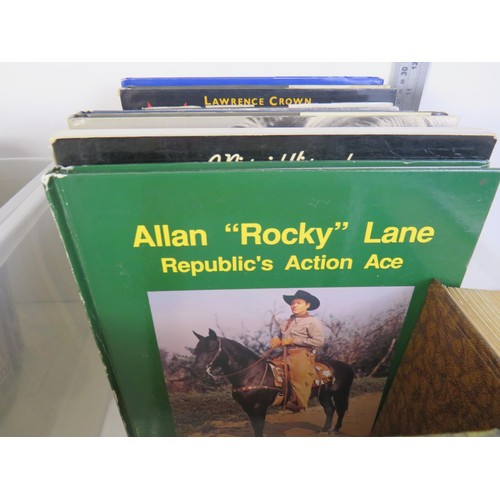 LAWRENCE CROWN
Allan “Rocky” Lane
Republic's Action Ace